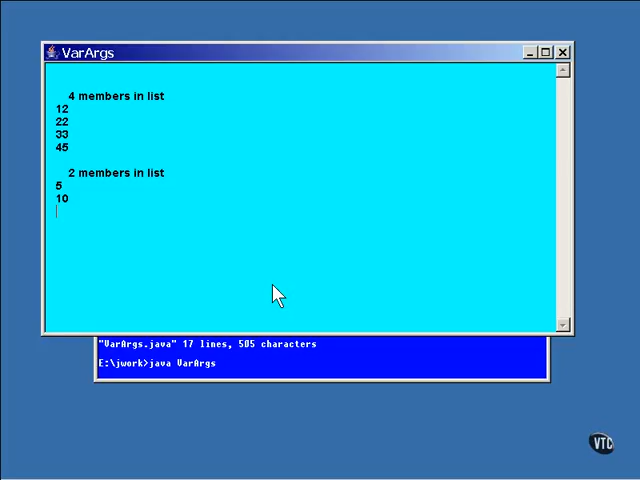 VarArgs
4 members in list
12
22
33
45
2 members in list
5
10
"VarArgs.java" 17 lines, 505 characters
E:\jwork>java VarArgs
VTC